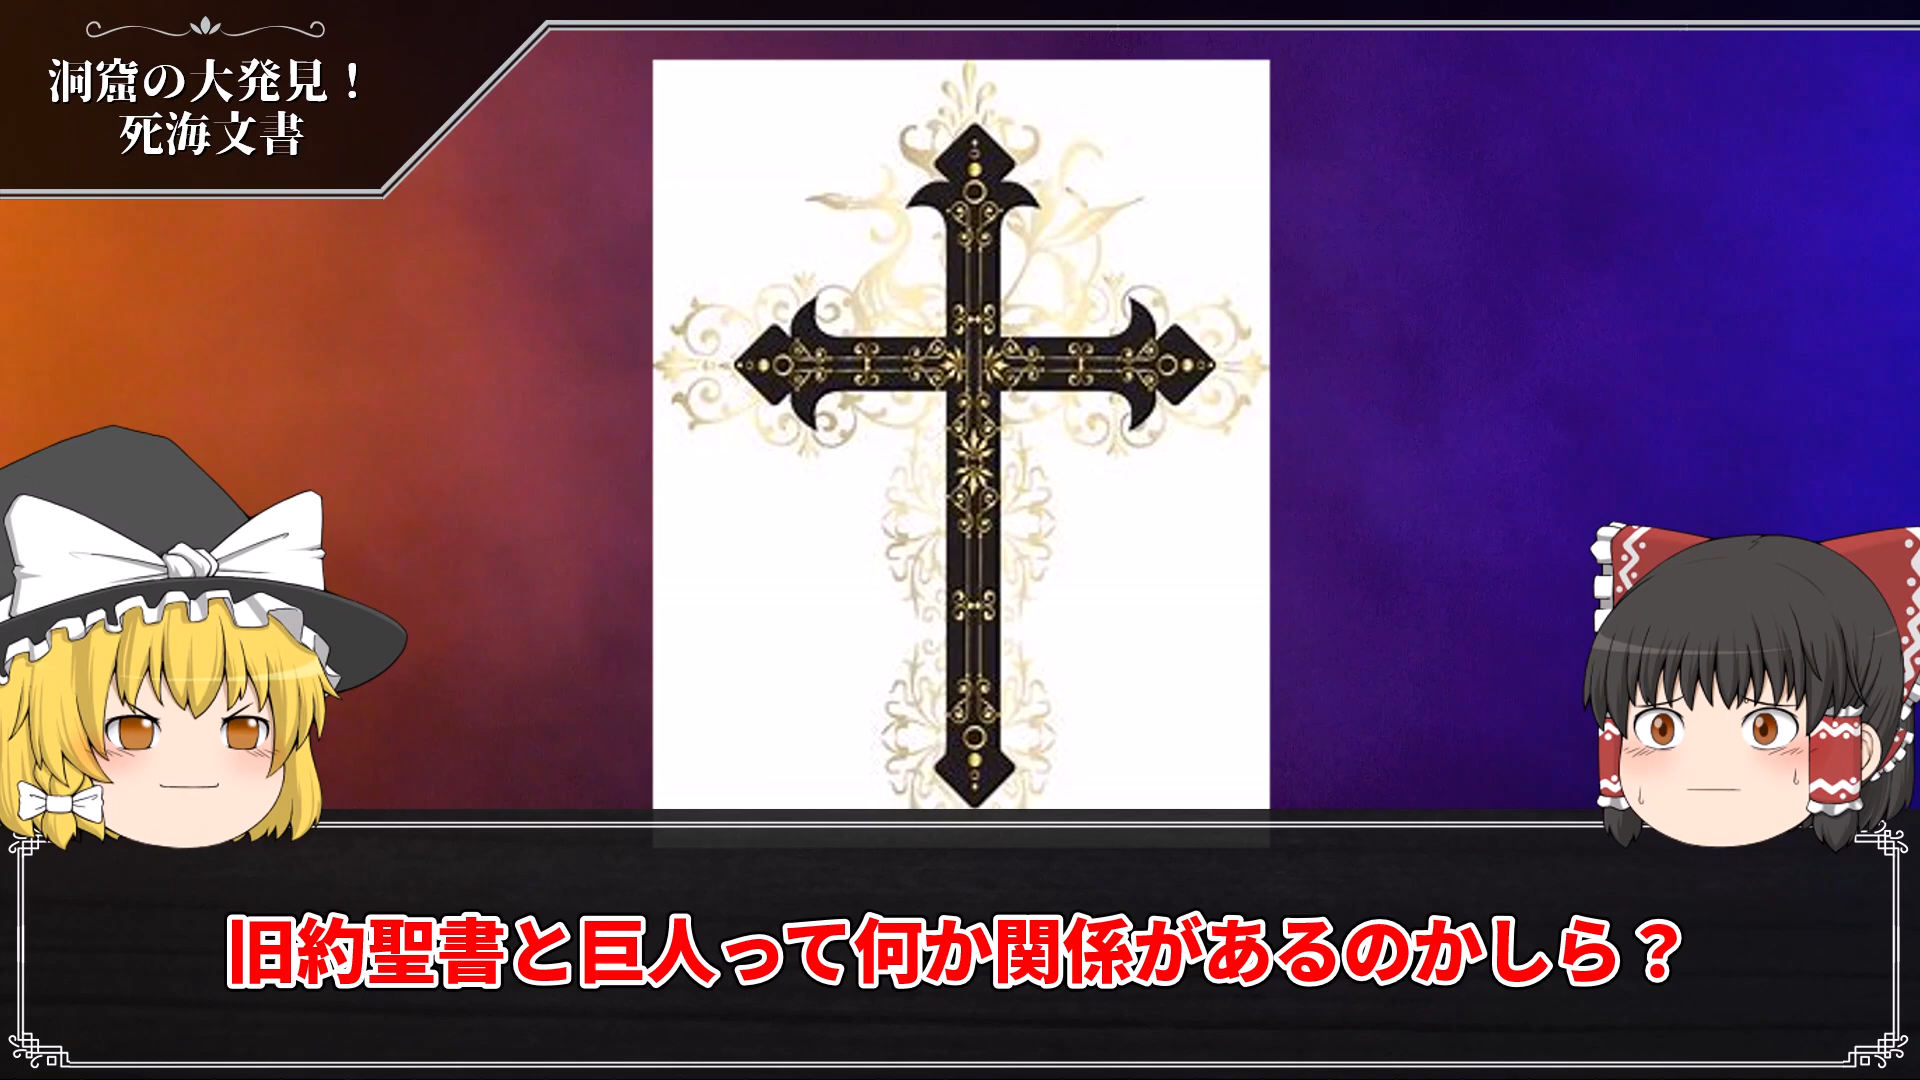 洞窟の大発見！
死海文書
旧約聖書と巨人って何か関係があるのかしら？